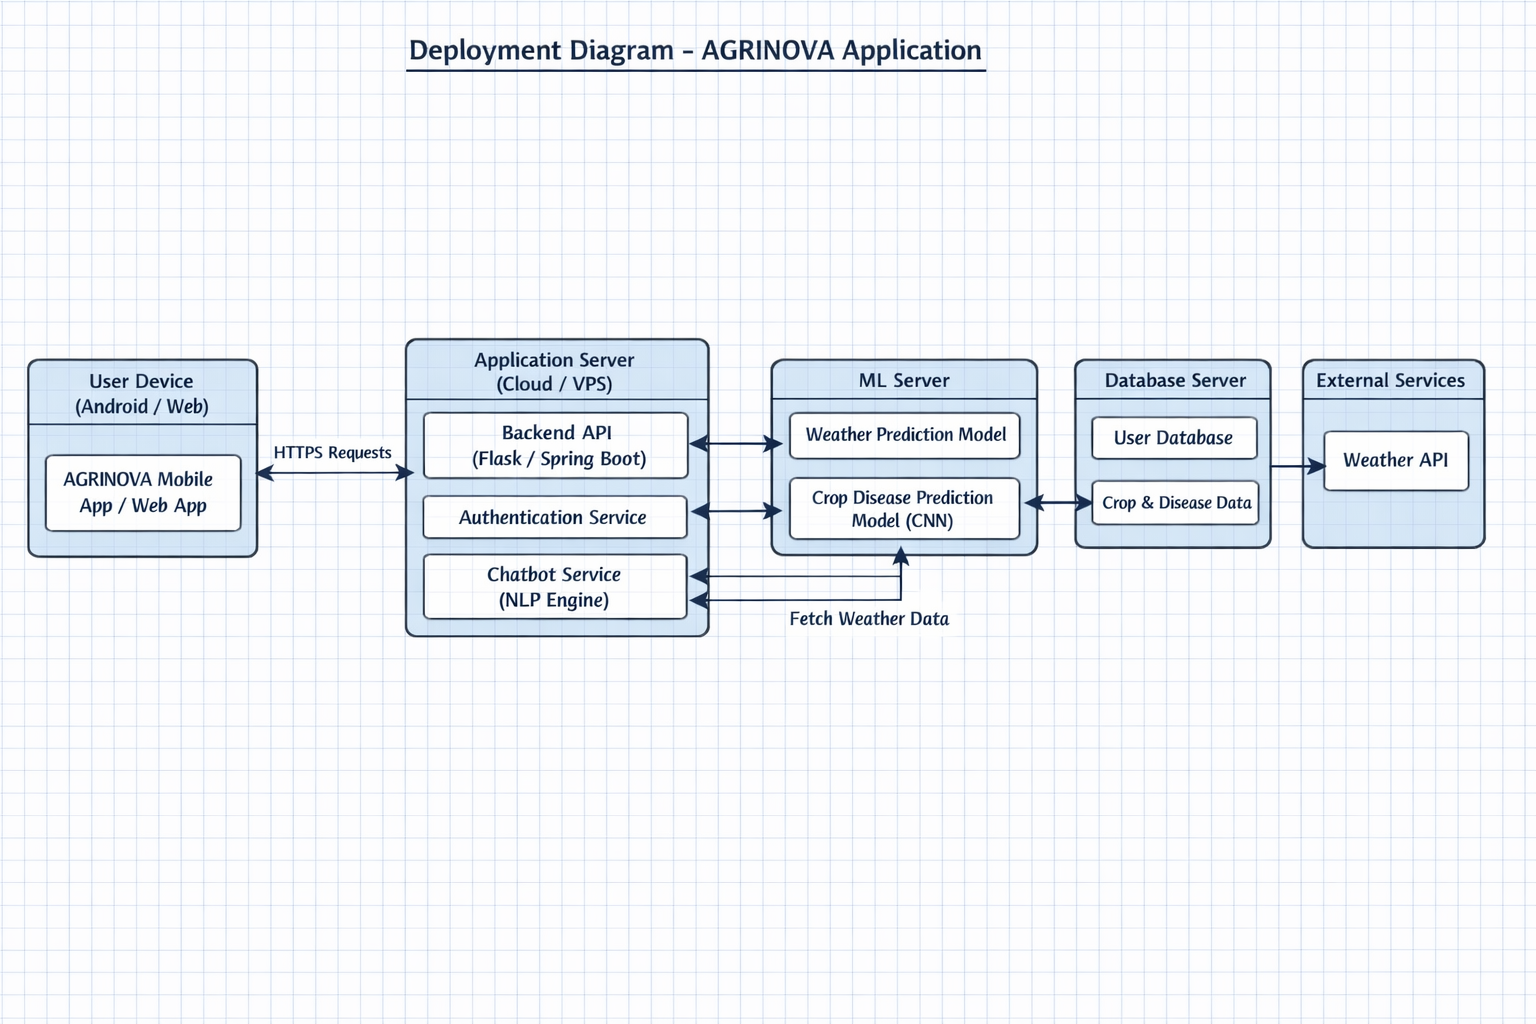 Deployment Diagram – AGRINOVA Application
User Device
(Android / Web)
AGRINOVA Mobile
App / Web App
HTTPS Requests
Application Server
(Cloud / VPS)
Backend API
(Flask / Spring Boot)
Authentication Service
Chatbot Service
(NLP Engine)
ML Server
Weather Prediction Model
Crop Disease Prediction
Model (CNN)
Fetch Weather Data
Database Server
User Database
Crop & Disease Data
External Services
Weather API